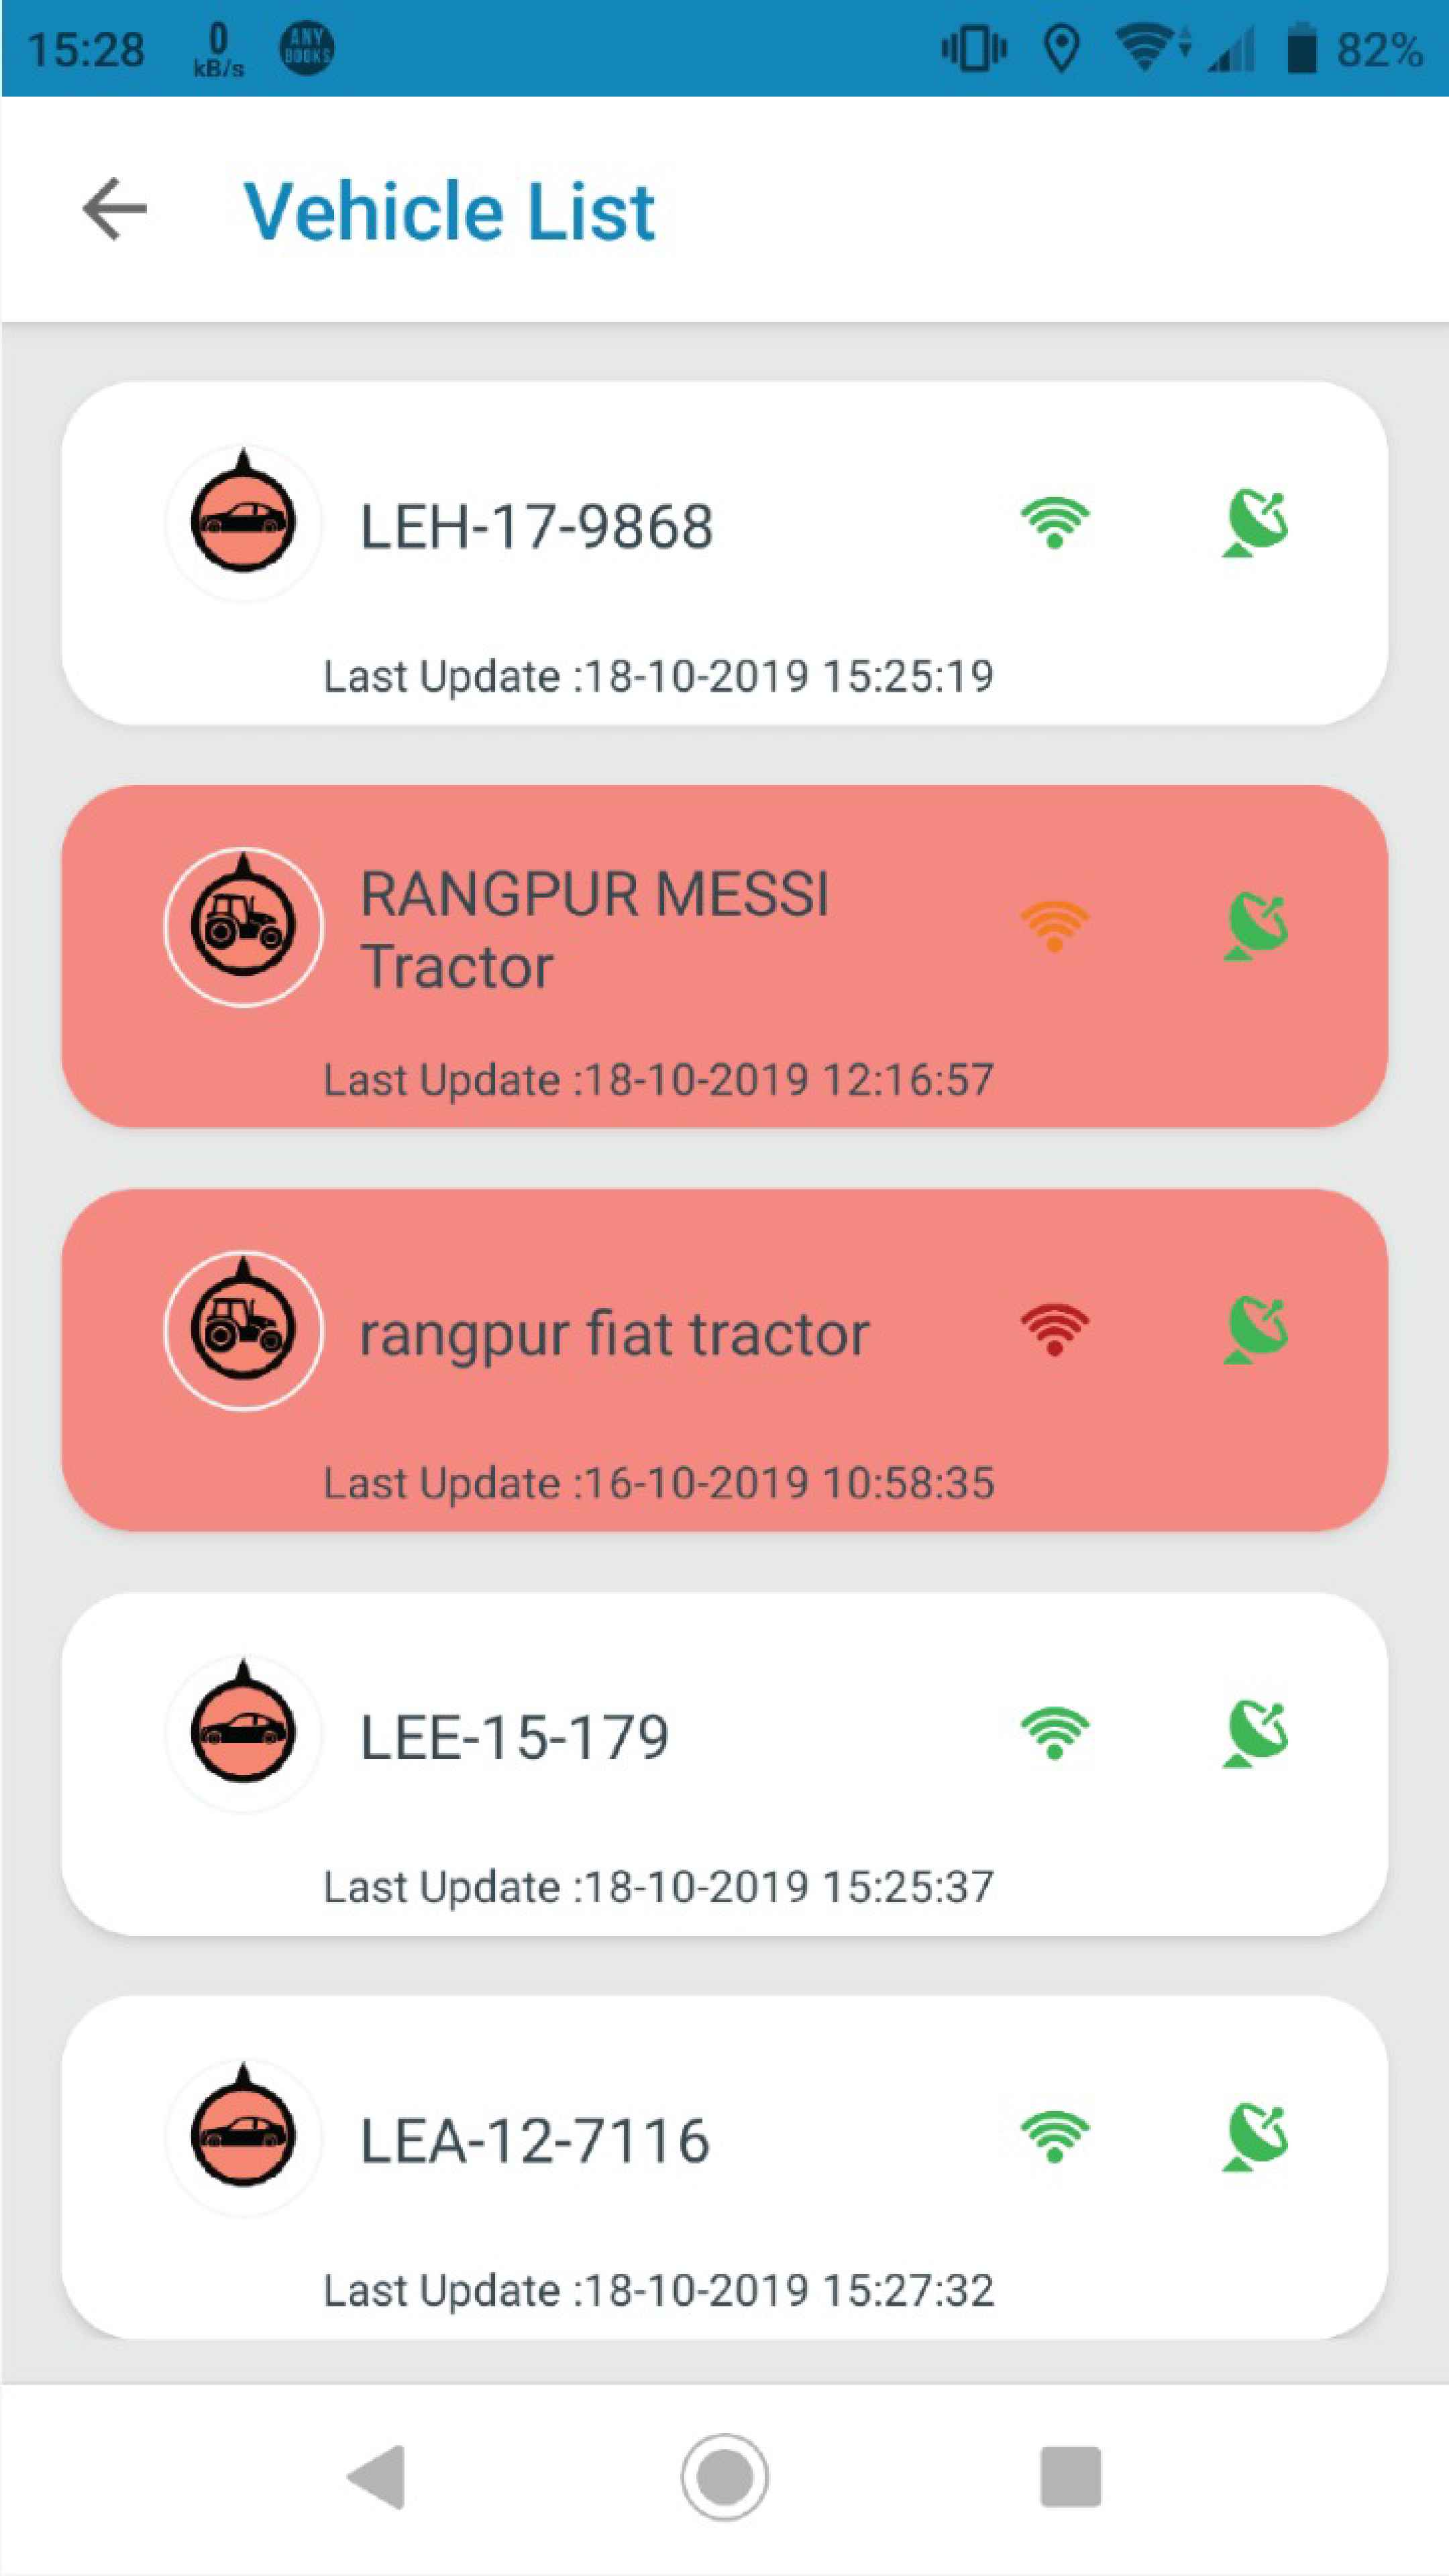 15:28 0 kB/s ANY BOOKS 82%
Vehicle List
LEH-17-9868
Last Update :18-10-2019 15:25:19
RANGPUR MESSI
Tractor
Last Update :18-10-2019 12:16:57
rangpur fiat tractor
Last Update :16-10-2019 10:58:35
LEE-15-179
Last Update :18-10-2019 15:25:37
LEA-12-7116
Last Update :18-10-2019 15:27:32